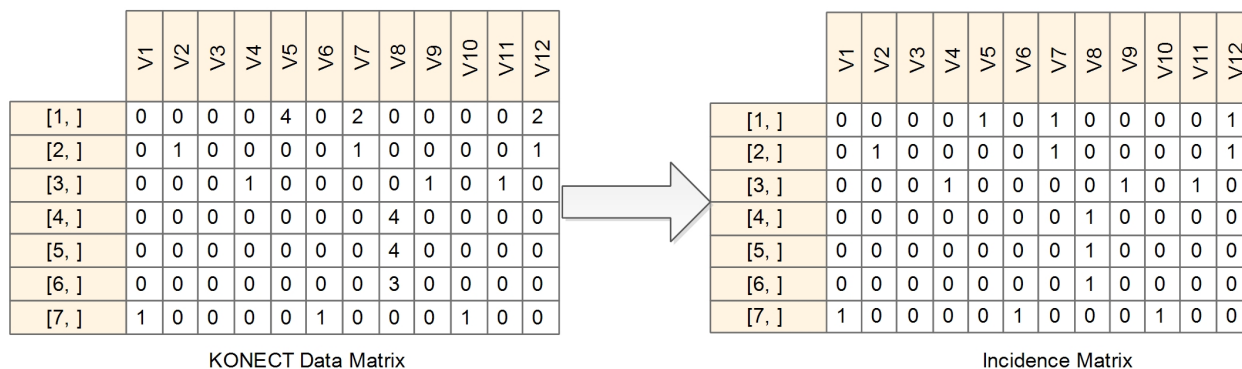 V1 V2 V3 V4 V5 V6 V7 V8 V9 V10 V11 V12
[1, ] 0 0 0 0 4 0 2 0 0 0 0 2
[2, ] 0 1 0 0 0 0 1 0 0 0 0 1
[3, ] 0 0 0 1 0 0 0 0 1 0 1 0
[4, ] 0 0 0 0 0 0 0 4 0 0 0 0
[5, ] 0 0 0 0 0 0 0 4 0 0 0 0
[6, ] 0 0 0 0 0 0 0 3 0 0 0 0
[7, ] 1 0 0 0 0 1 0 0 0 1 0 0
KONECT Data Matrix
V1 V2 V3 V4 V5 V6 V7 V8 V9 V10 V11 V12
[1, ] 0 0 0 0 1 0 1 0 0 0 0 1
[2, ] 0 1 0 0 0 0 1 0 0 0 0 1
[3, ] 0 0 0 1 0 0 0 0 1 0 1 0
[4, ] 0 0 0 0 0 0 0 1 0 0 0 0
[5, ] 0 0 0 0 0 0 0 1 0 0 0 0
[6, ] 0 0 0 0 0 0 0 1 0 0 0 0
[7, ] 1 0 0 0 0 1 0 0 0 1 0 0
Incidence Matrix